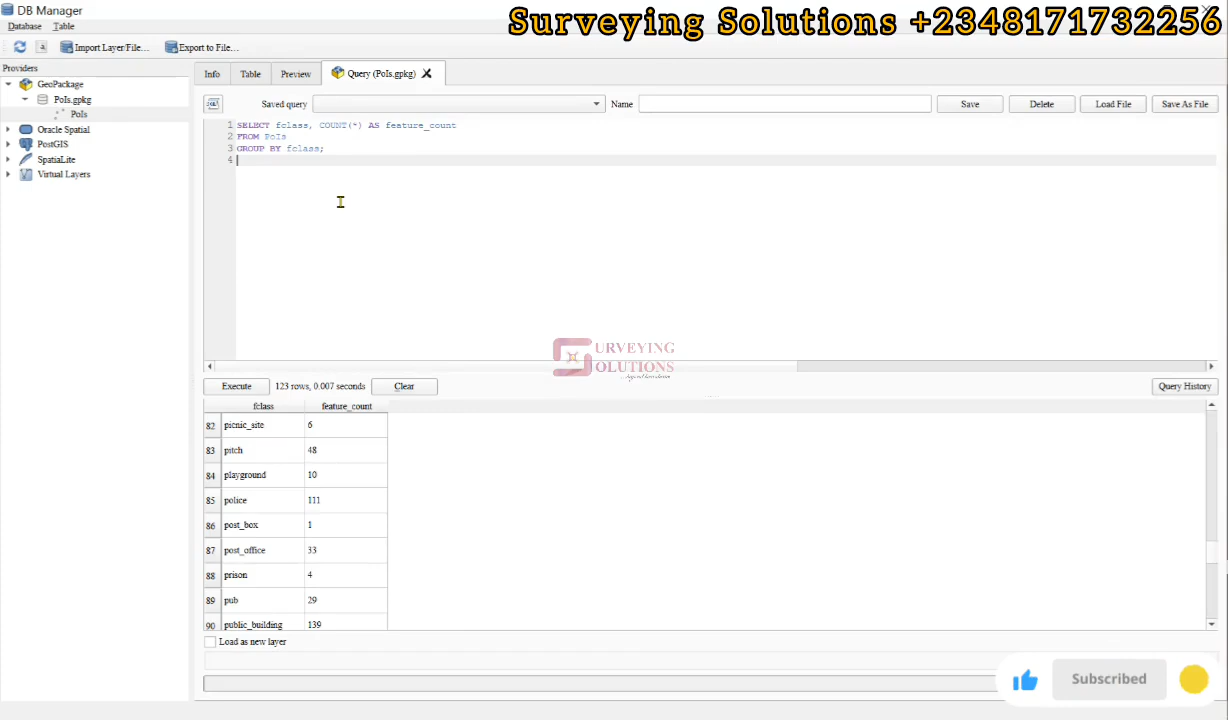 DB Manager
Surveying Solutions +2348171732256
Database Table
Import Layer/File... Export to File...
Providers
GeoPackage
PoIs.gpkg
PoIs
Oracle Spatial
PostGIS
SpatiaLite
Virtual Layers
Info Table Preview Query (PoIs.gpkg)
Saved query Name Save Delete Load File Save As File
1 SELECT fclass, COUNT(*) AS feature_count
2 FROM PoIs
3 GROUP BY fclass;
4
URVEYING
OLUTIONS
Execute 123 rows, 0.007 seconds Clear Query History
fclass feature_count
82 picnic_site 6
83 pitch 48
84 playground 10
85 police 111
86 post_box 1
87 post_office 33
88 prison 4
89 pub 29
90 public_building 139
Load as new layer
Subscribed